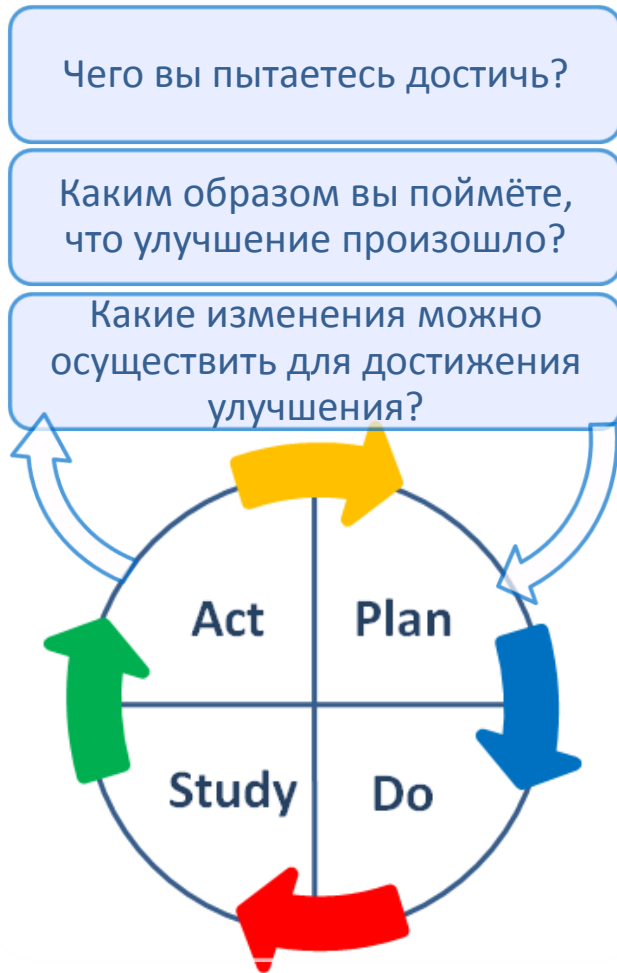 Чего вы пытаетесь достичь?
Каким образом вы поймёте,
что улучшение произошло?
Какие изменения можно
осуществить для достижения
улучшения?
Act
Plan
Study
Do